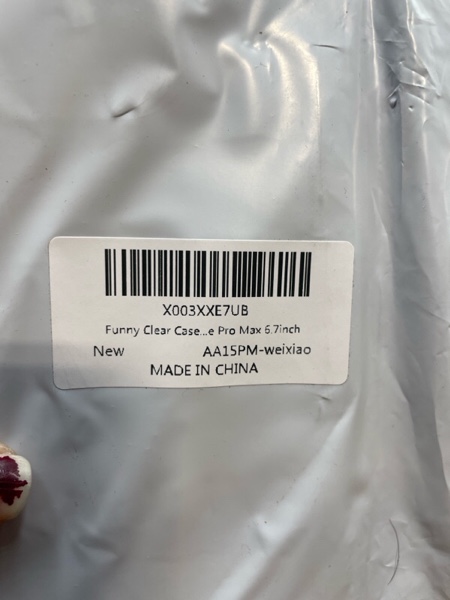 X003XXE7UB
Funny Clear Case...e Pro Max 6.7inch
New AA15PM-weixiao
MADE IN CHINA